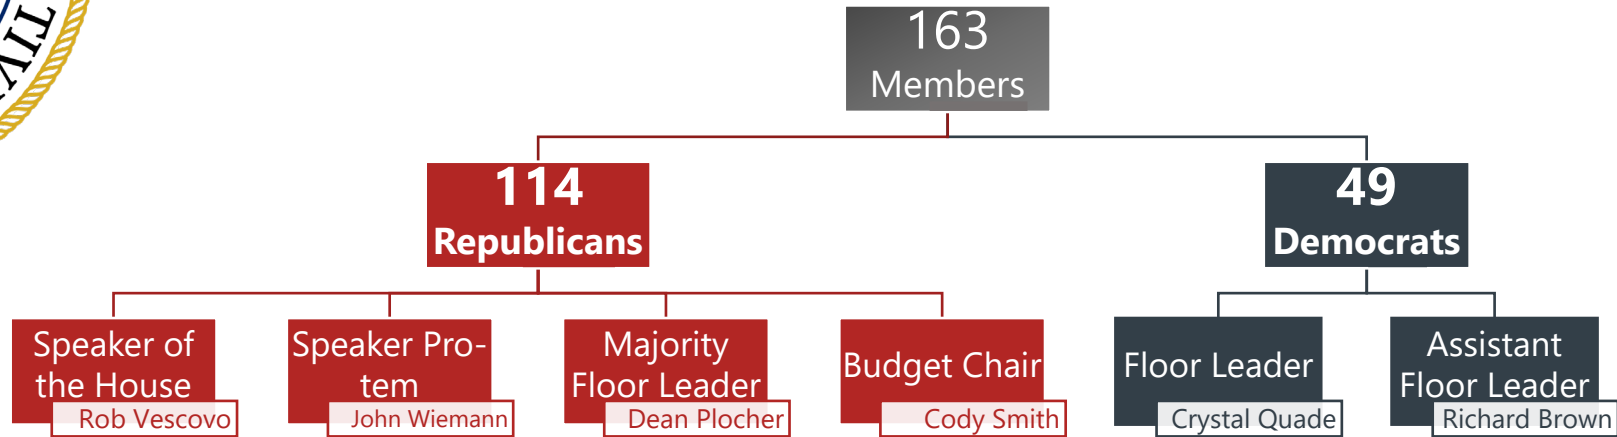 163
Members
114
Republicans
49
Democrats
Speaker of
the House
Rob Vescovo
Speaker Pro-
tem
John Wiemann
Majority
Floor Leader
Dean Plocher
Budget Chair
Cody Smith
Floor Leader
Crystal Quade
Assistant
Floor Leader
Richard Brown